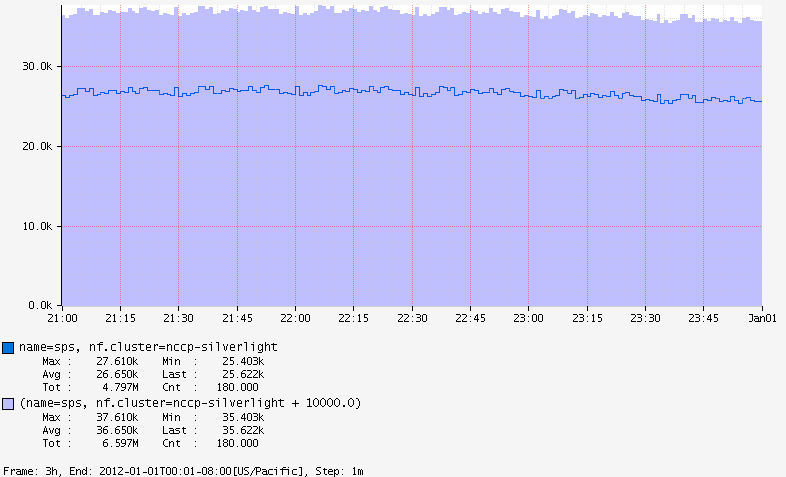 30.0k
20.0k
10.0k
0.0k
21:00 21:15 21:30 21:45 22:00 22:15 22:30 22:45 23:00 23:15 23:30 23:45 Jan01
name=sps, nf.cluster=nccp-silverlight
Max : 27.610k Min : 25.403k
Avg : 26.650k Last : 25.622k
Tot : 4.797M Cnt : 180.000
(name=sps, nf.cluster=nccp-silverlight + 10000.0)
Max : 37.610k Min : 35.403k
Avg : 36.650k Last : 35.622k
Tot : 6.597M Cnt : 180.000
Frame: 3h, End: 2012-01-01T00:01-08:00[US/Pacific], Step: 1m